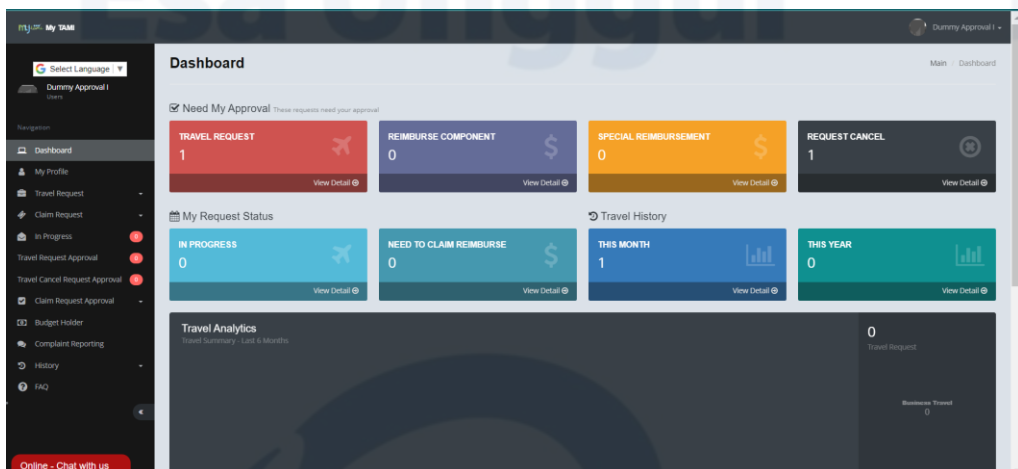 Esa Unggul
My TAMI
Dummy Approval I
Select Language ▼
Dummy Approval I
Users
Navigation
Dashboard
My Profile
Travel Request
Claim Request
In Progress 0
Travel Request Approval 0
Travel Cancel Request Approval 0
Claim Request Approval
Budget Holder
Complaint Reporting
History
FAQ
Online - Chat with us
Dashboard
Main / Dashboard
Need My Approval These requests need your approval
TRAVEL REQUEST
1
View Detail
REIMBURSE COMPONENT
0
View Detail
SPECIAL REIMBURSEMENT
0
View Detail
REQUEST CANCEL
1
View Detail
My Request Status
Travel History
IN PROGRESS
0
View Detail
NEED TO CLAIM REIMBURSE
0
View Detail
THIS MONTH
1
View Detail
THIS YEAR
0
View Detail
Travel Analytics
Travel Summary - Last 6 Months
0
Travel Request
Business Travel
0